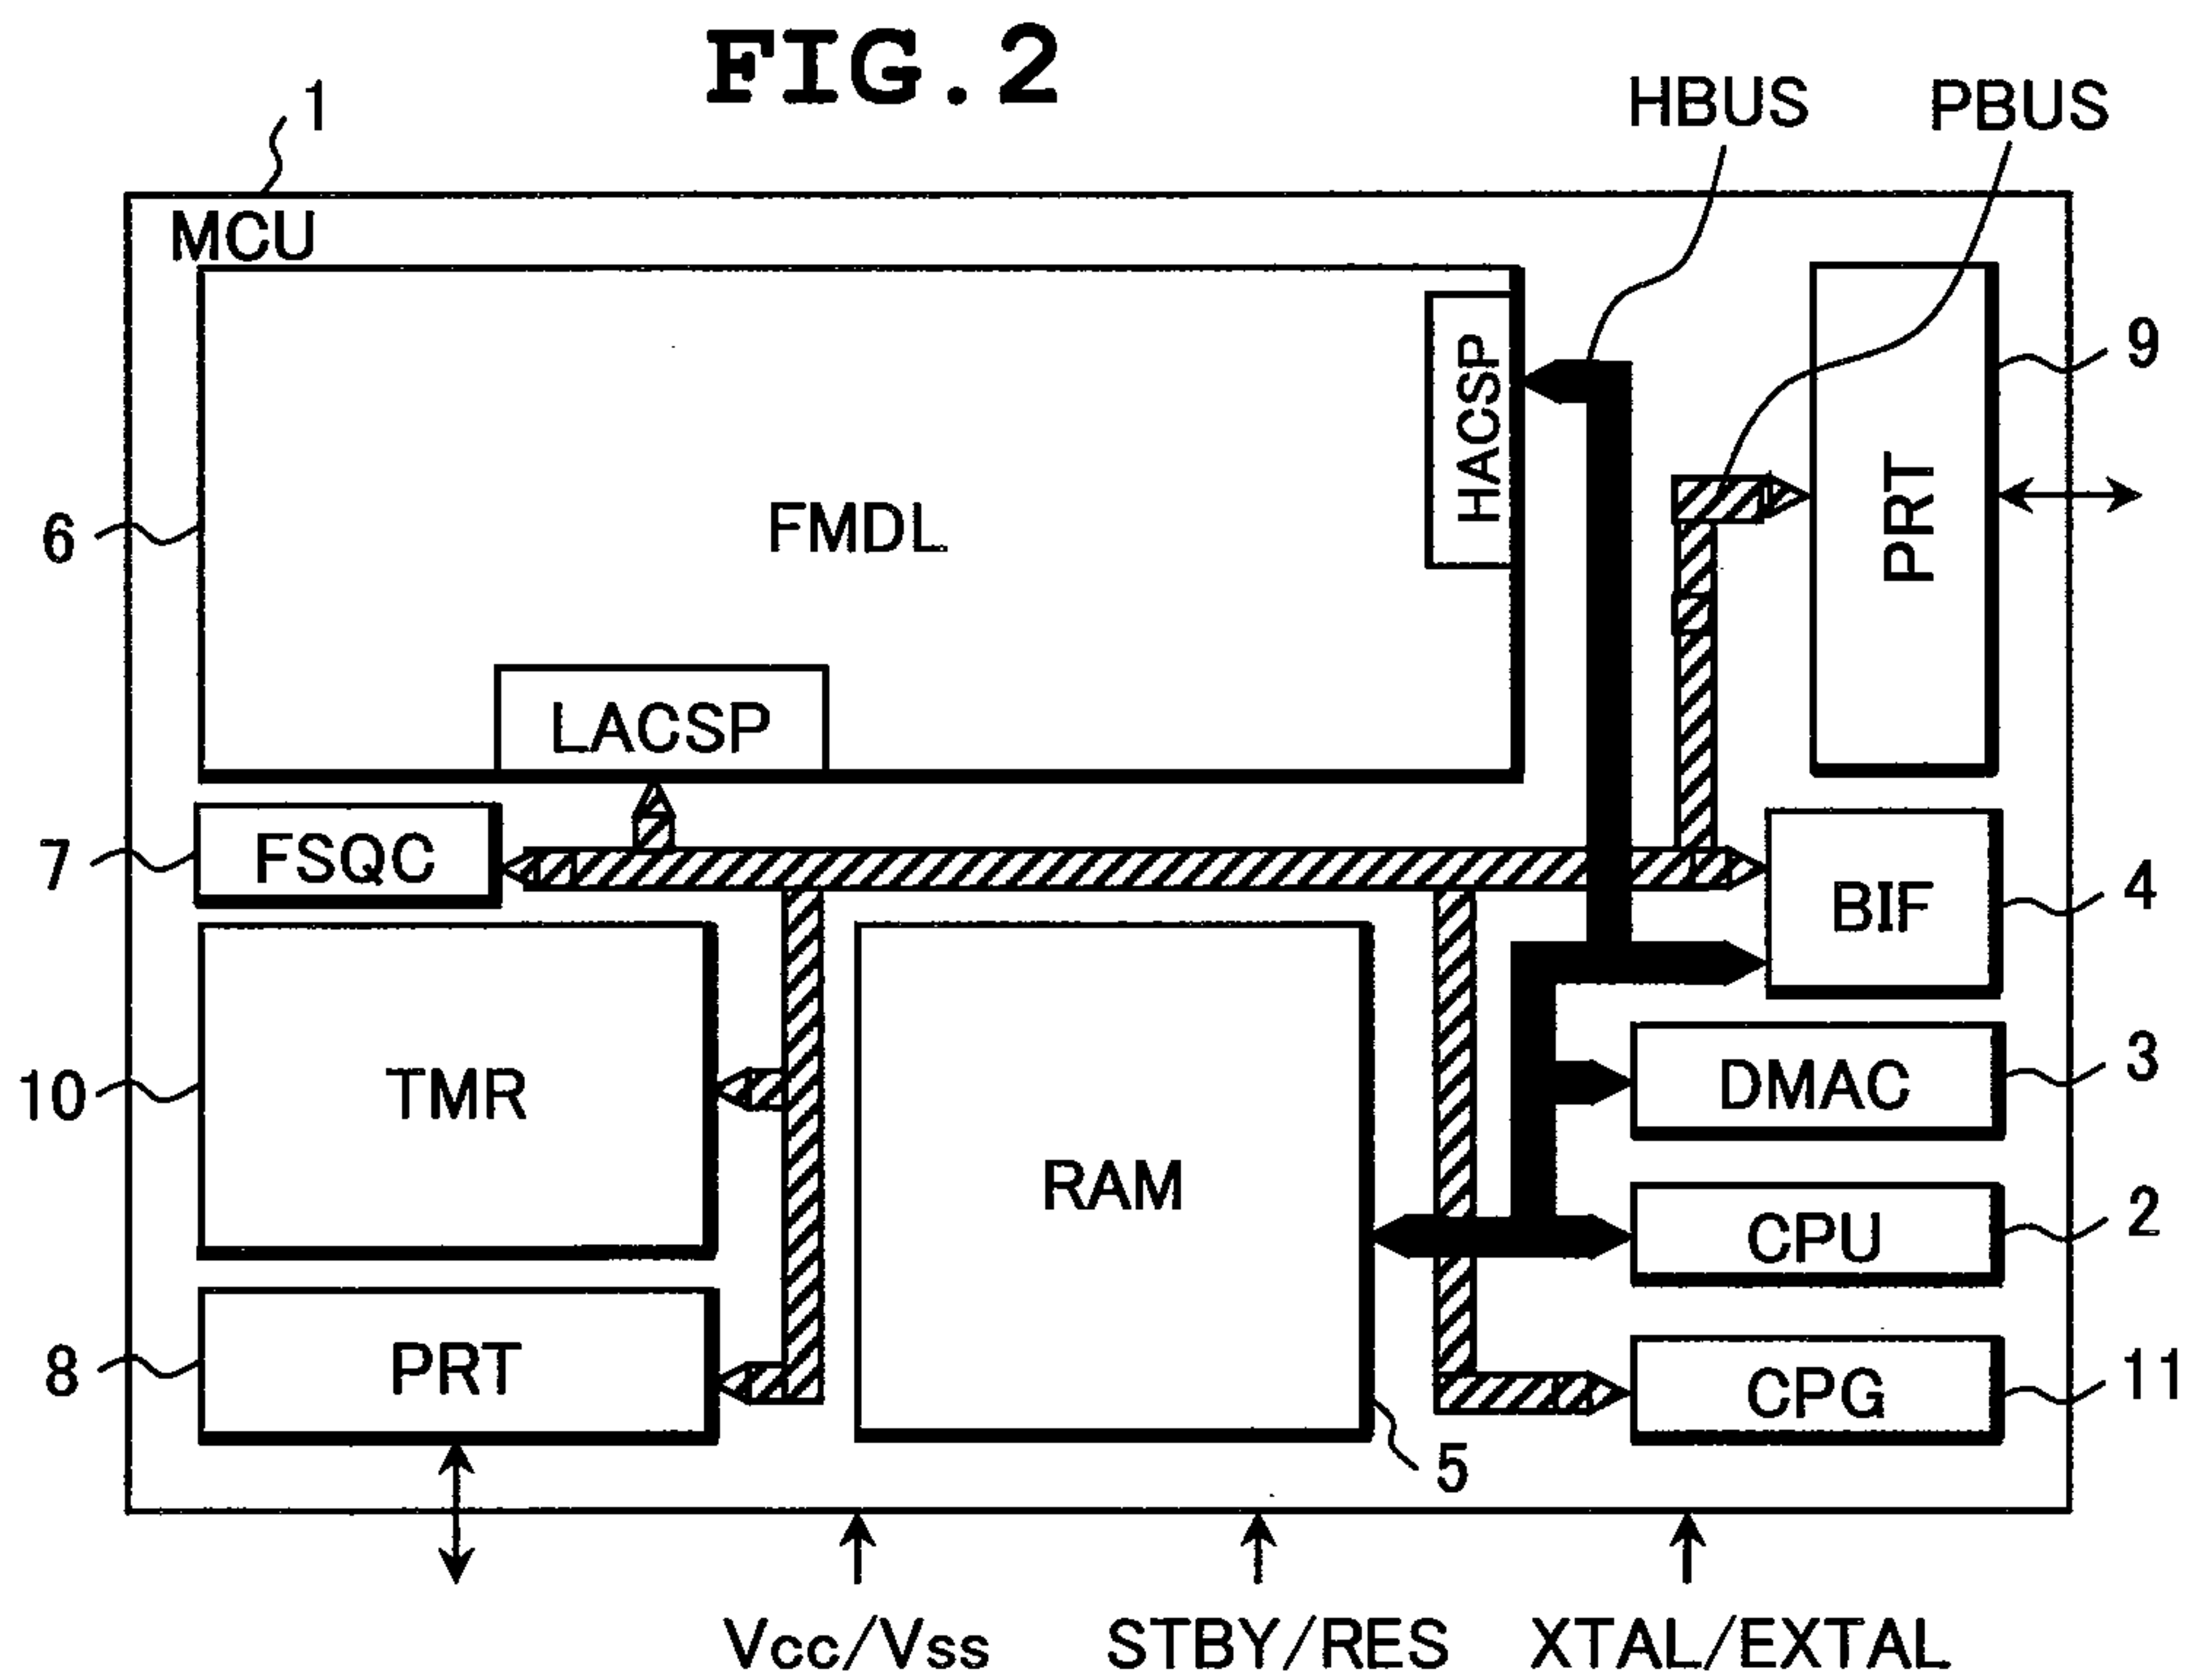 FIG.2
HBUS
PBUS
1
MCU
HACSP
9
FMDL
PRT
6
LACSP
7
FSQC
BIF
4
10
TMR
DMAC
3
RAM
CPU
2
8
PRT
CPG
11
5
Vcc/Vss
STBY/RES
XTAL/EXTAL